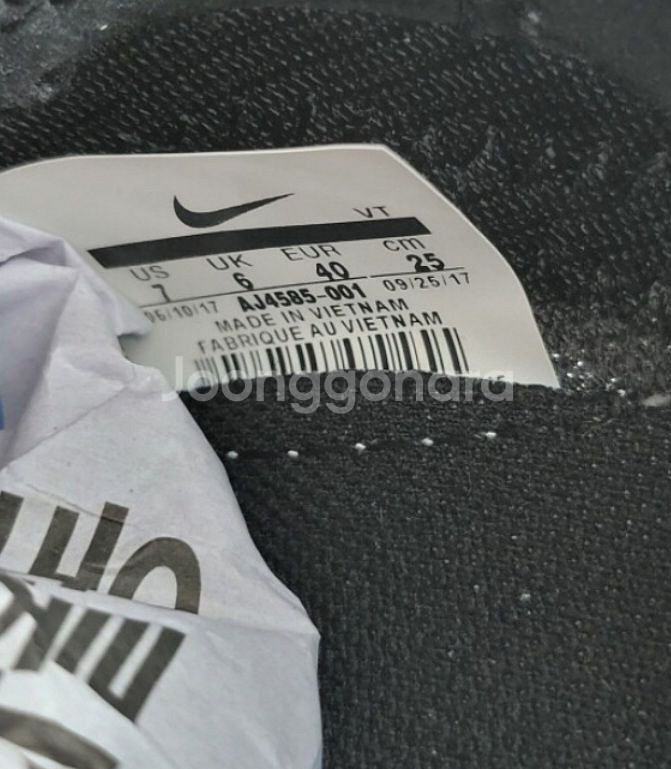 VT
US UK EUR cm
7 6 40 25
06/10/17 AJ4585-001 09/25/17
MADE IN VIETNAM
FABRIQUE AU VIETNAM
Joonggonara